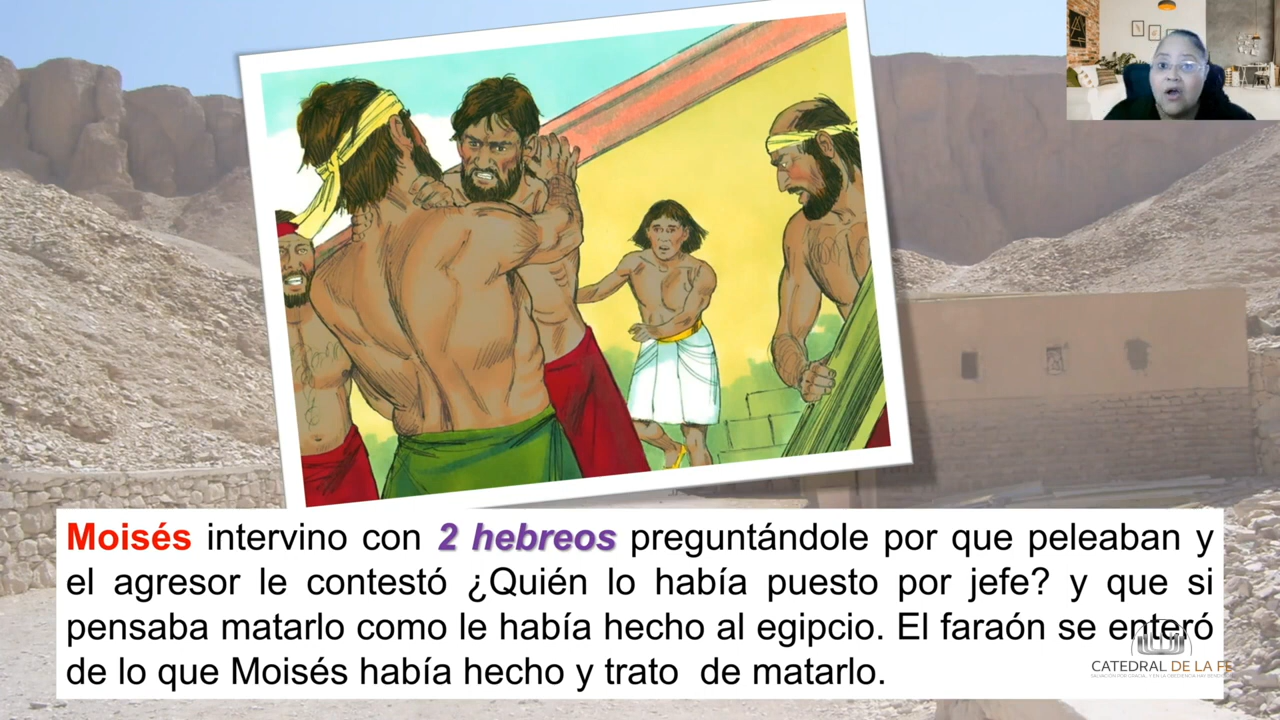 Moisés intervino con 2 hebreos preguntándole por que peleaban y
el agresor le contestó ¿Quién lo había puesto por jefe? y que si
pensaba matarlo como le había hecho al egipcio. El faraón se enteró
de lo que Moisés había hecho y trato de matarlo.
CATEDRAL DE LA FE